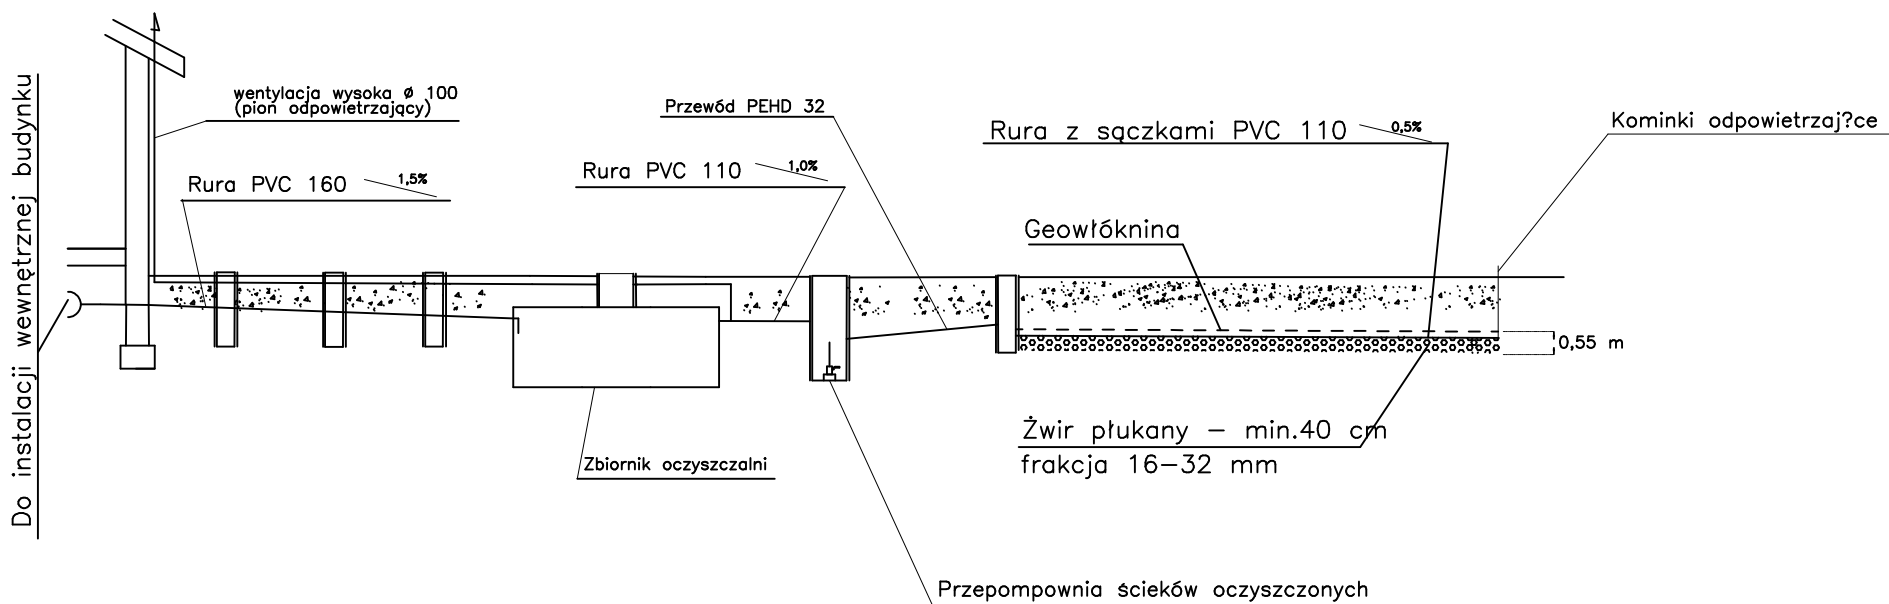 Do instalacji wewnętrznej budynku
wentylacja wysoka ø 100
(pion odpowietrzający)
Rura PVC 160 1,5%
Rura PVC 110 1,0%
Przewód PEHD 32
Rura z sączkami PVC 110 0,5%
Kominki odpowietrzaj?ce
Geowłóknina
0,55 m
Żwir płukany – min.40 cm
frakcja 16–32 mm
Zbiornik oczyszczalni
Przepompownia ścieków oczyszczonych